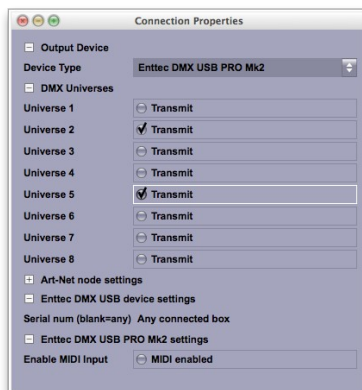 Connection Properties
Output Device
Device Type Enttec DMX USB PRO Mk2
DMX Universes
Universe 1 Transmit
Universe 2 Transmit
Universe 3 Transmit
Universe 4 Transmit
Universe 5 Transmit
Universe 6 Transmit
Universe 7 Transmit
Universe 8 Transmit
Art-Net node settings
Enttec DMX USB device settings
Serial num (blank=any) Any connected box
Enttec DMX USB PRO Mk2 settings
Enable MIDI Input MIDI enabled